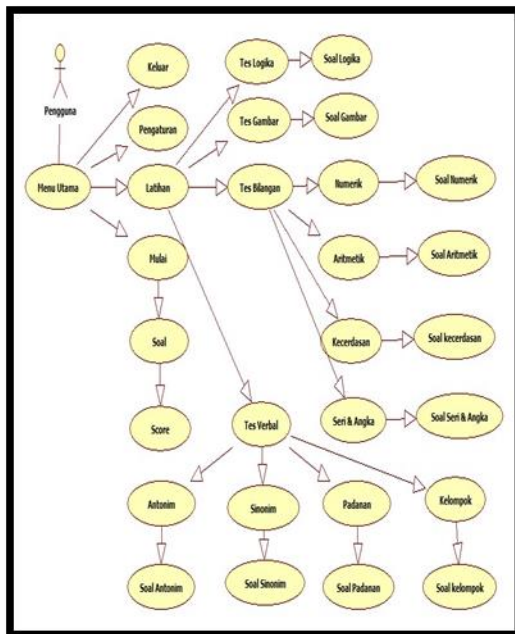 Pengguna
Keluar
Tes Logika
Soal Logika
Pengaturan
Tes Gambar
Soal Gambar
Menu Utama
Latihan
Tes Bilangan
Numerik
Soal Numerik
Mulai
Aritmetik
Soal Aritmetik
Soal
Kecerdasan
Soal kecerdasan
Score
Tes Verbal
Seri & Angka
Soal Seri & Angka
Antonim
Sinonim
Padanan
Kelompok
Soal Antonim
Soal Sinonim
Soal Padanan
Soal kelompok